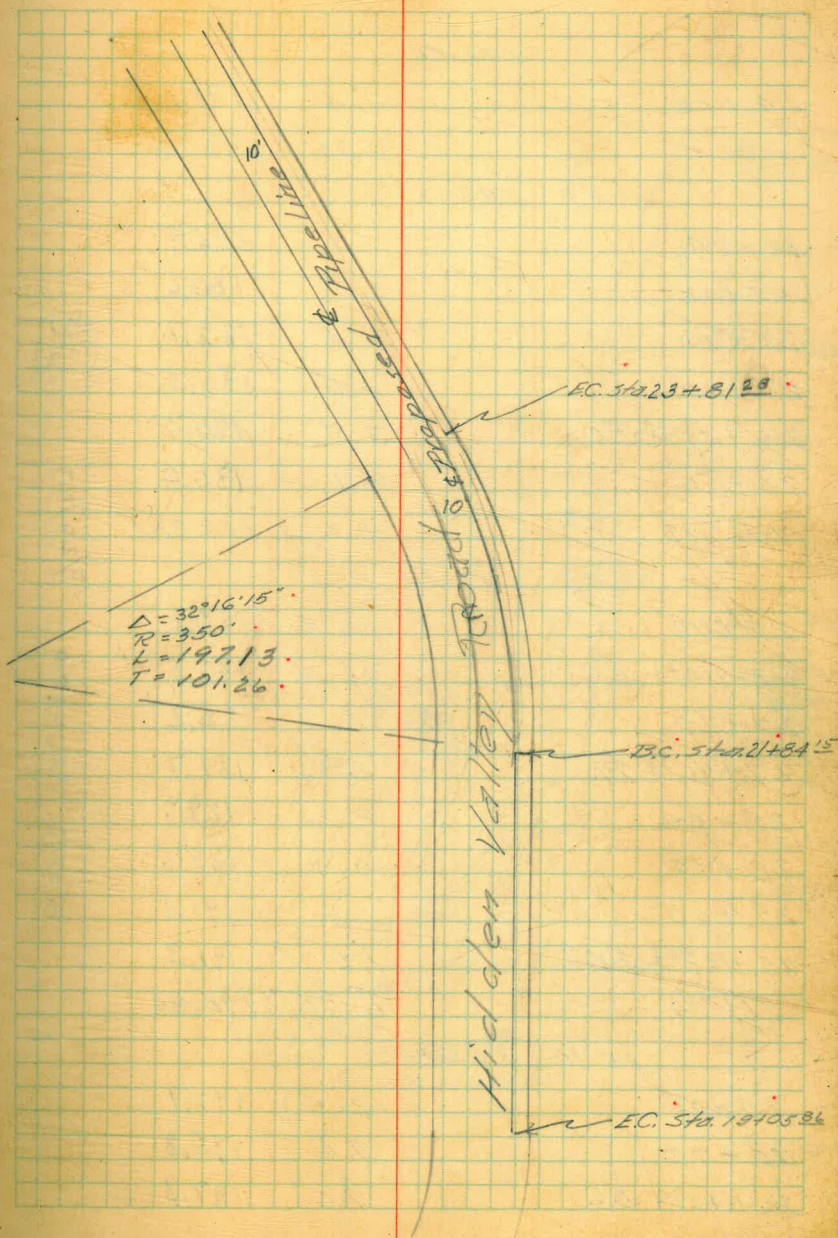 10'
℄ Proposed Pipeline
E.C. Sta. 23+81.28
10'
Δ = 32°16'15"
R = 350'
L = 197.13
T = 101.26
Hidden Valley Road
B.C. Sta. 21+84.15
E.C. Sta. 19+05.86